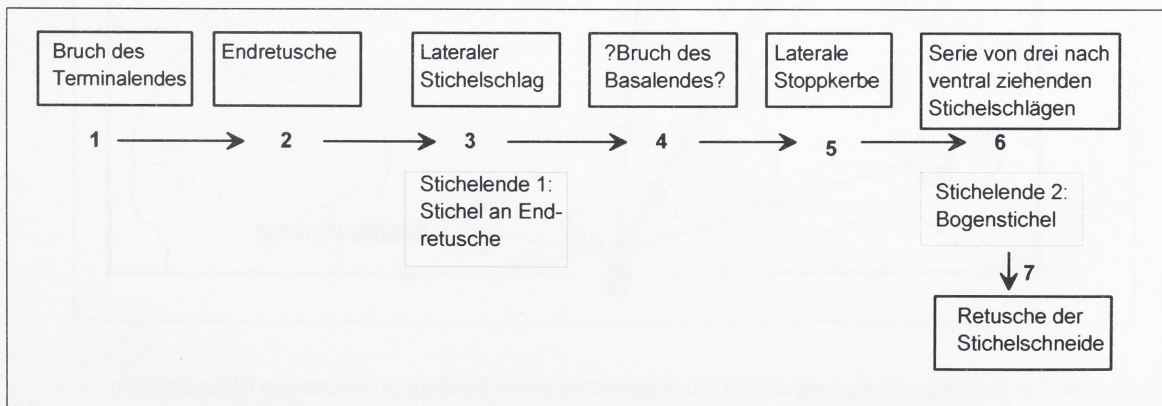 Bruch des
Terminalendes
Endretusche
Lateraler
Stichelschlag
?Bruch des
Basalendes?
Laterale
Stoppkerbe
Serie von drei nach
ventral ziehenden
Stichelschlägen
1
2
3
4
5
6
Stichelende 1:
Stichel an End-
retusche
Stichelende 2:
Bogenstichel
7
Retusche der
Stichelschneide